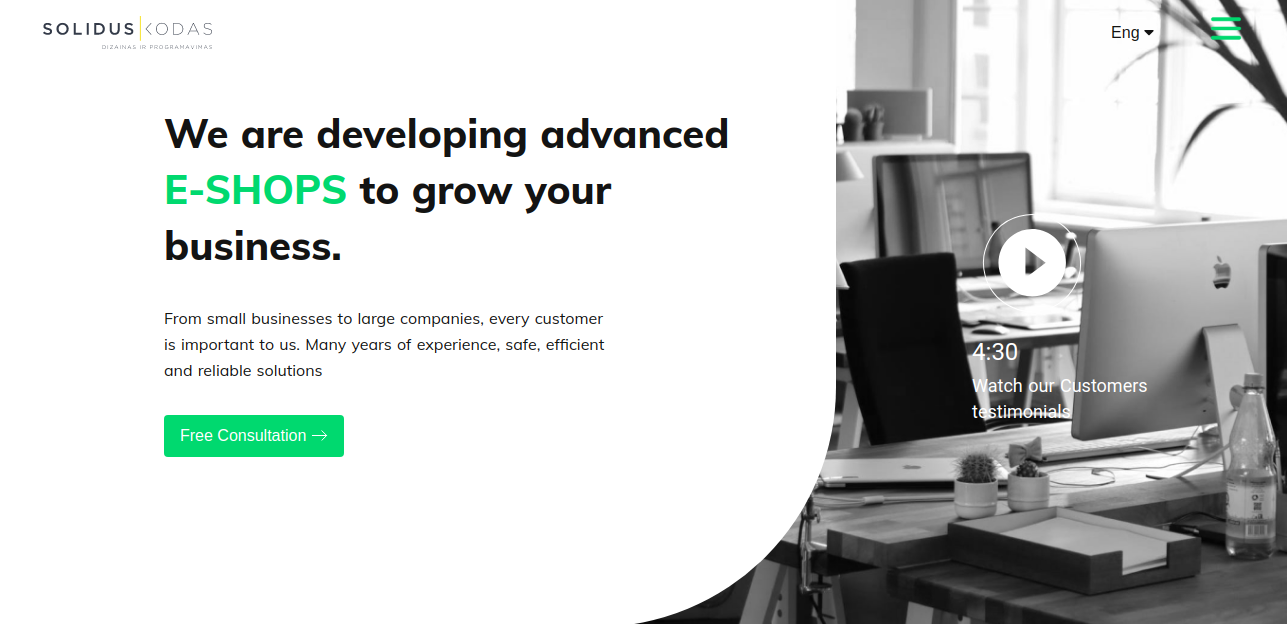 SOLIDUS KODAS
DIZAINAS IR PROGRAMAVIMAS
Eng
We are developing advanced
E-SHOPS to grow your
business.
From small businesses to large companies, every customer
is important to us. Many years of experience, safe, efficient
and reliable solutions
Free Consultation
4:30
Watch our Customers
testimonials